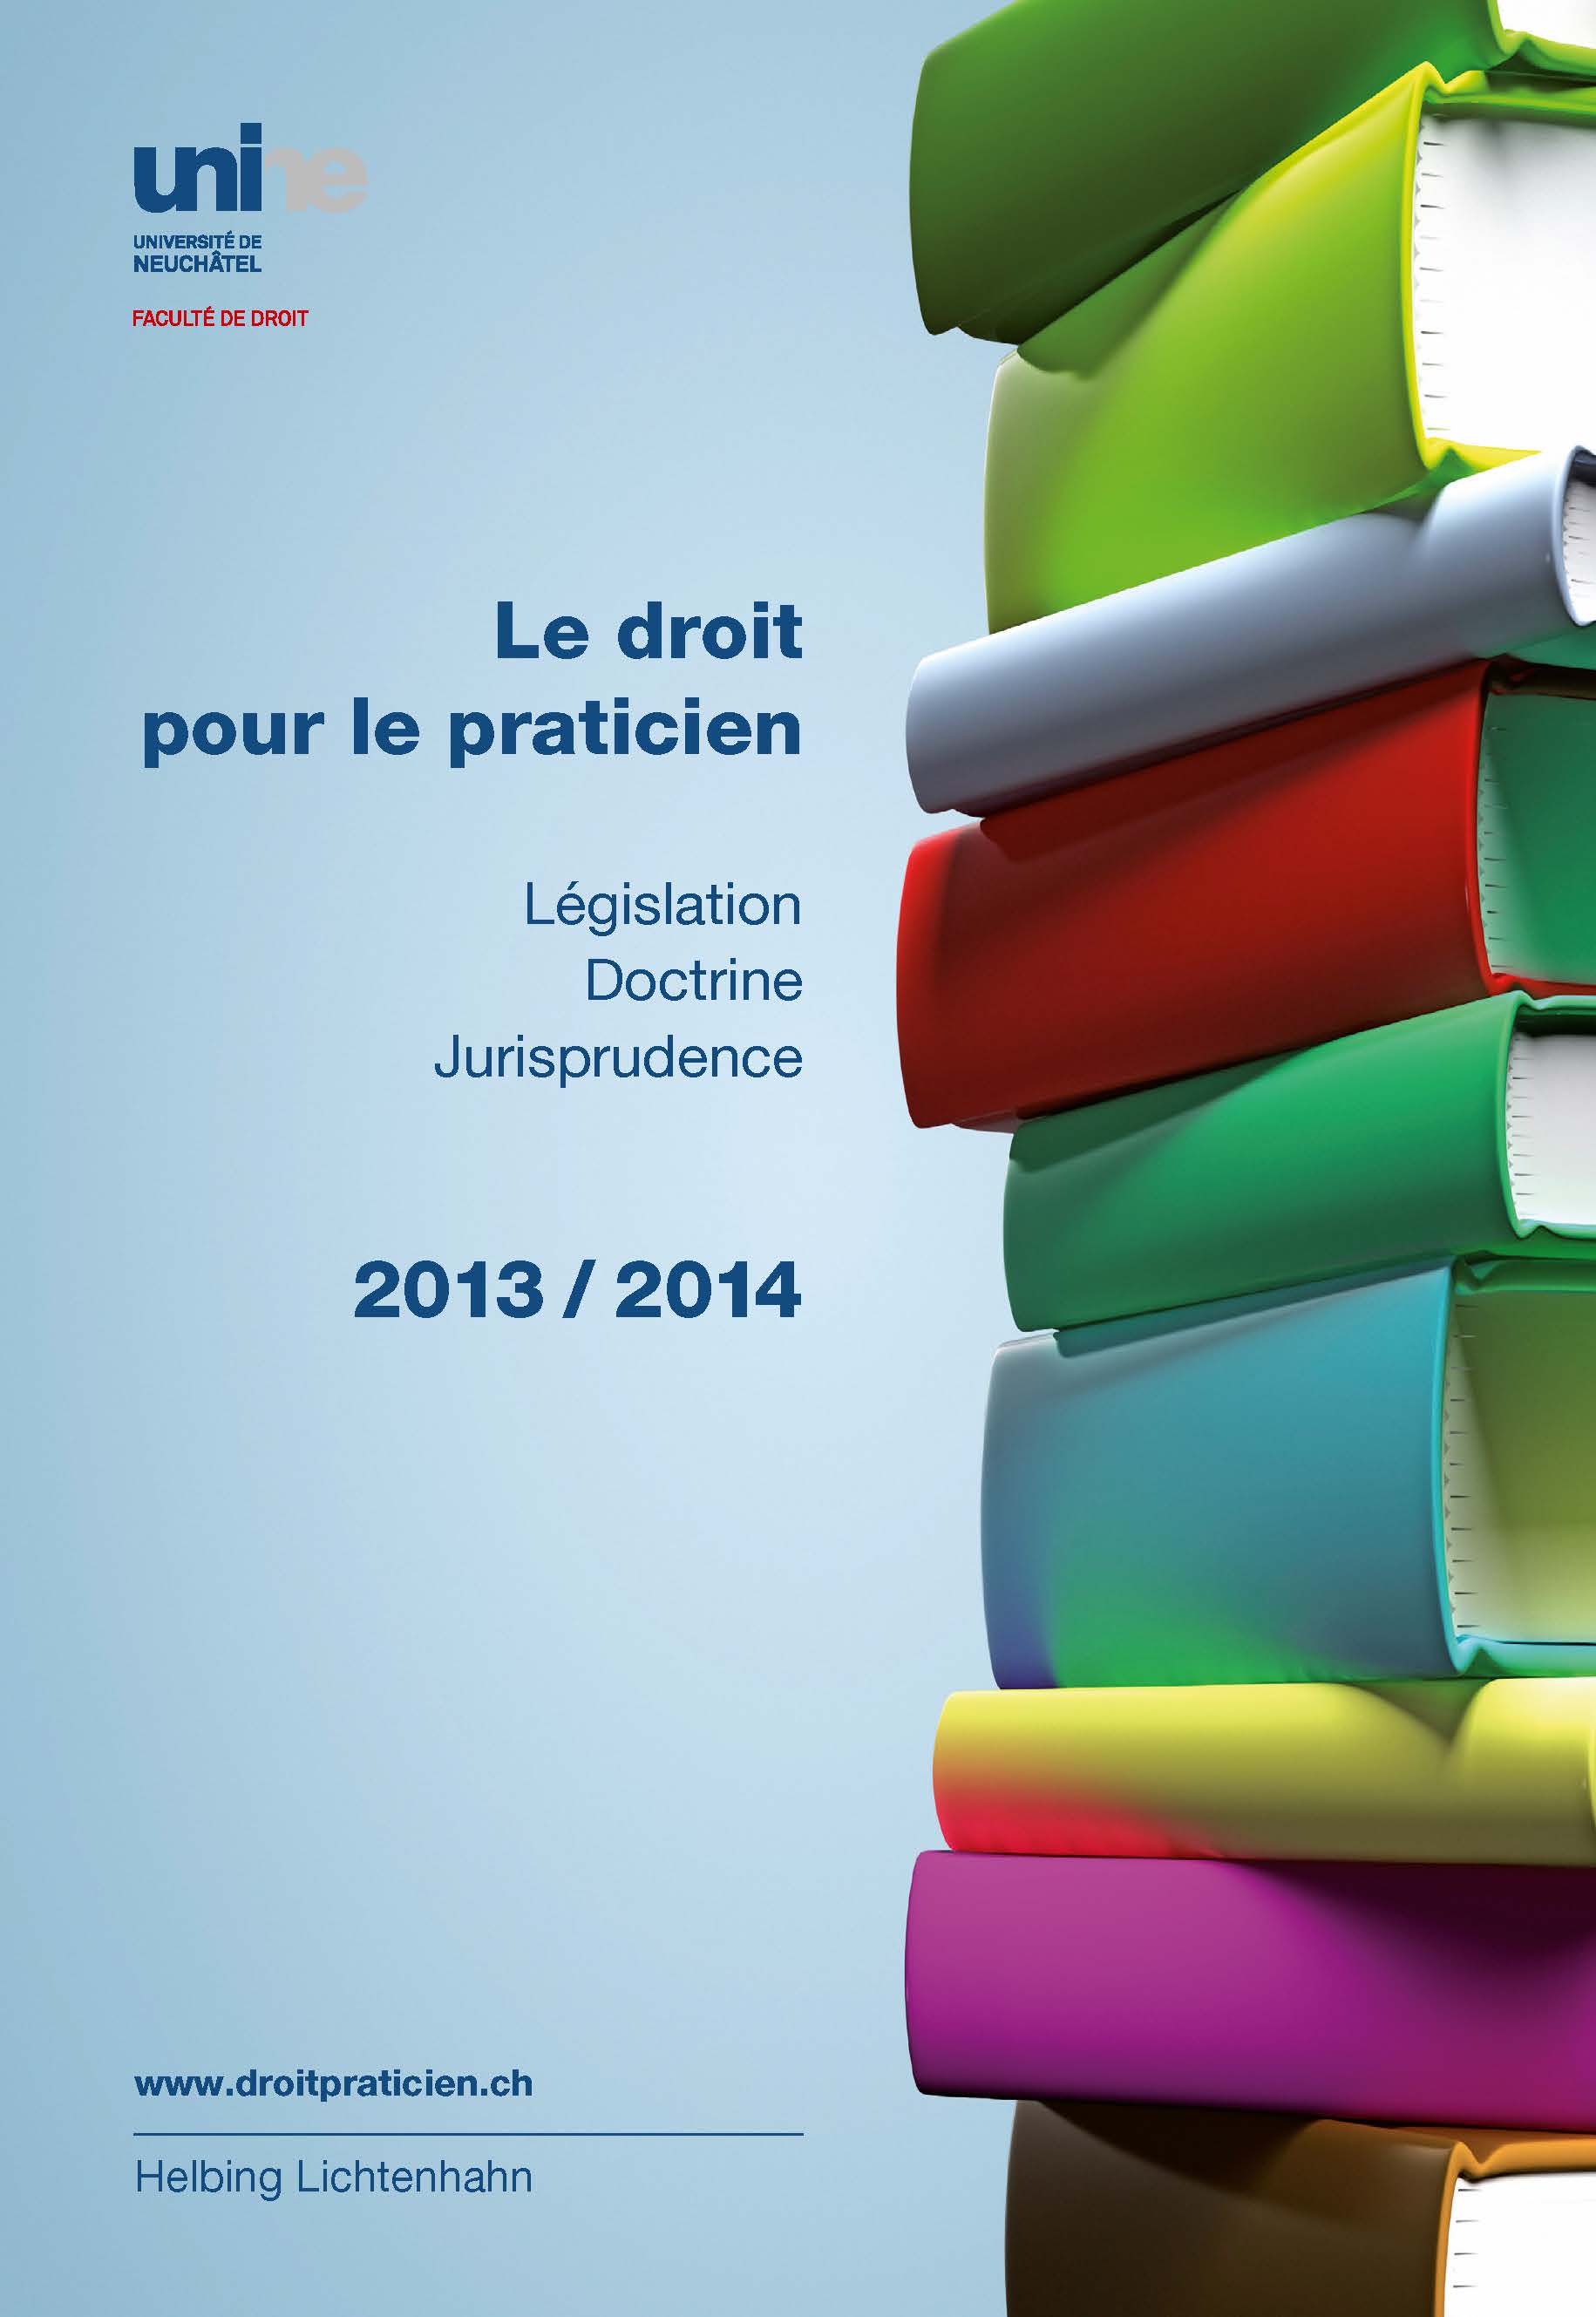 unine
UNIVERSITÉ DE
NEUCHÂTEL
FACULTÉ DE DROIT
Le droit
pour le praticien
Législation
Doctrine
Jurisprudence
2013 / 2014
www.droitpraticien.ch
Helbing Lichtenhahn